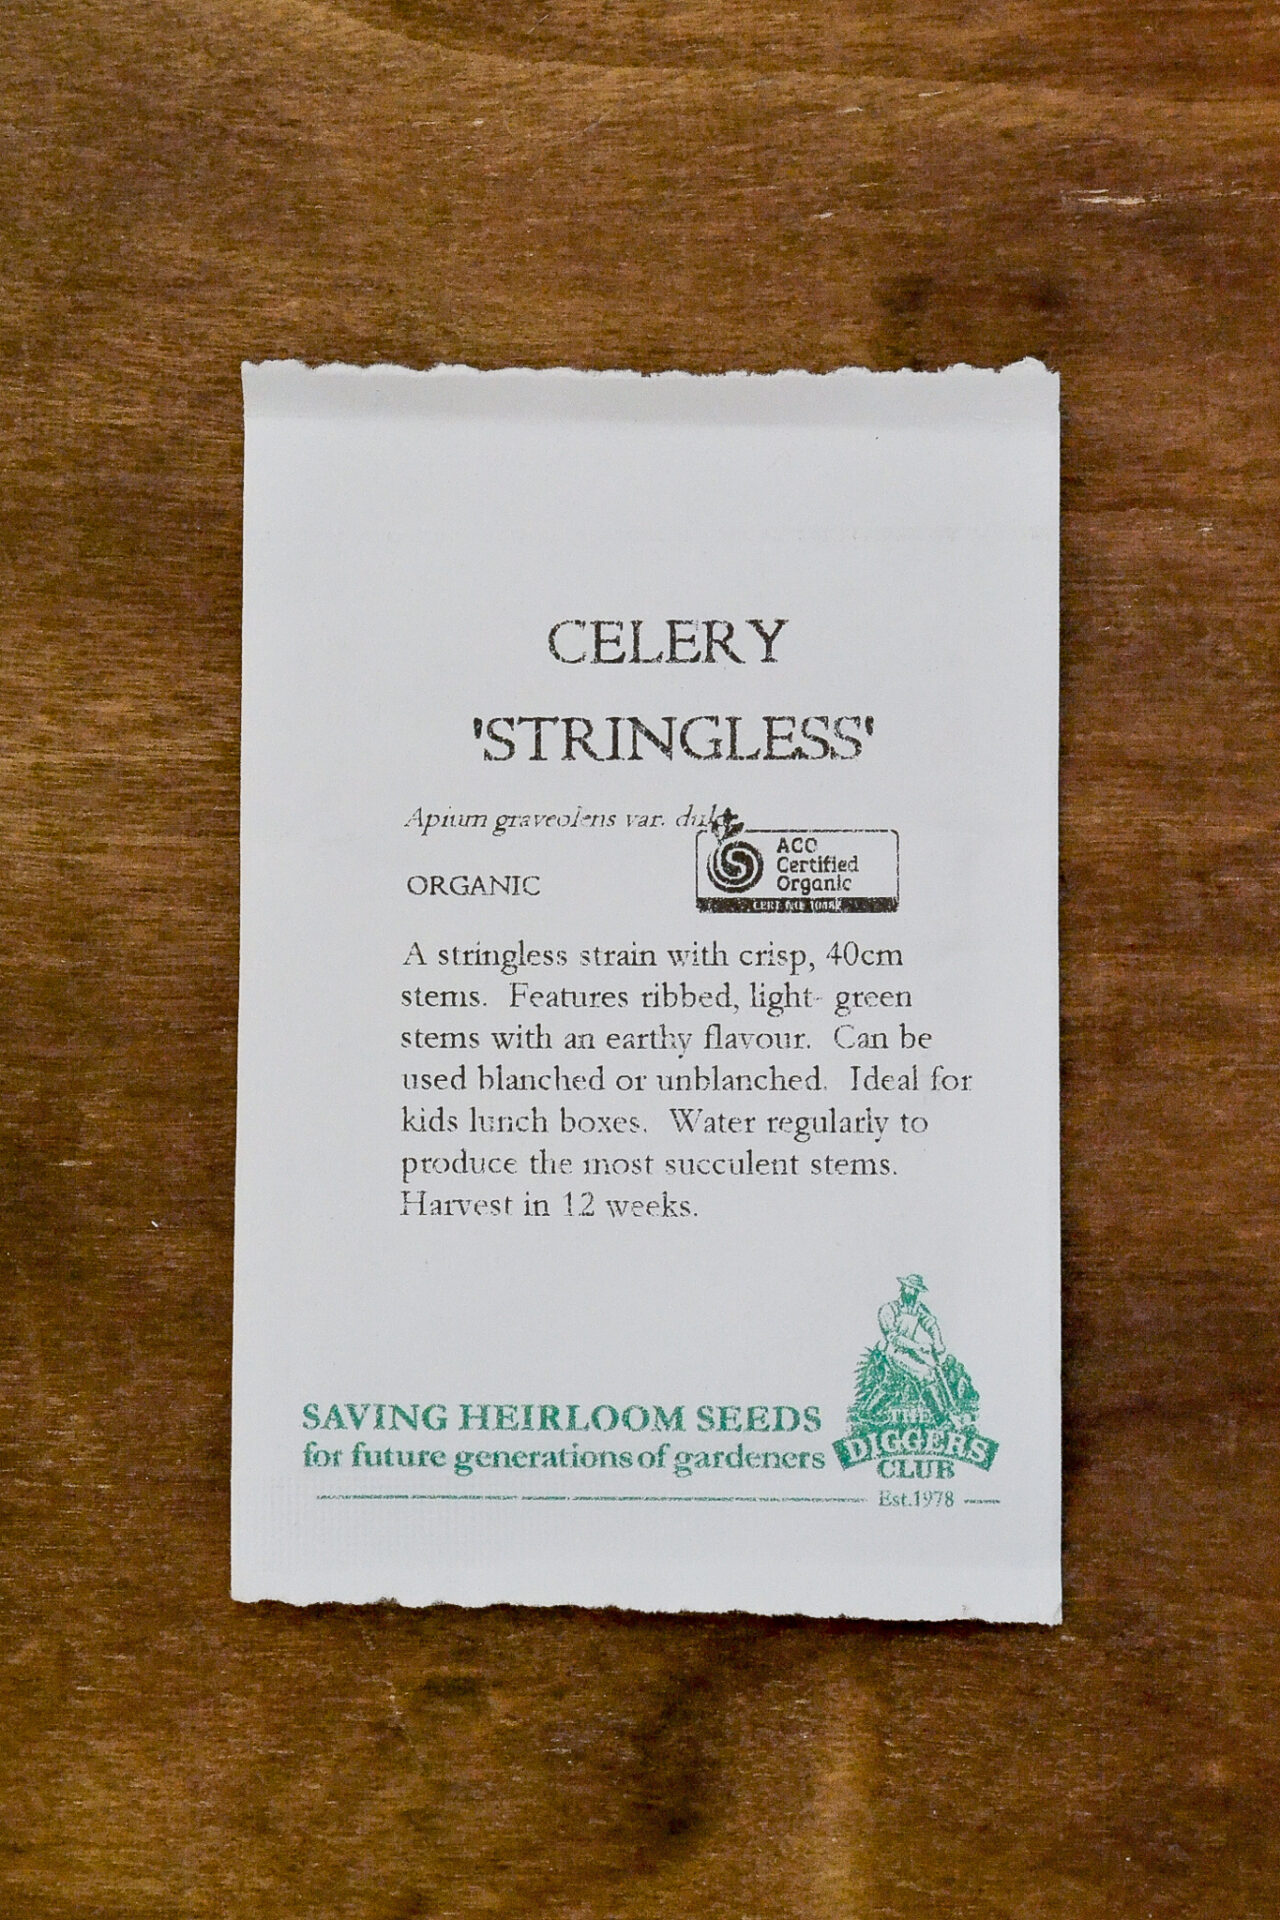 CELERY
'STRINGLESS'
Apium graveolens var.
ACO
Certified
Organic
ORGANIC
A stringless strain with crisp, 40cm
stems. Features ribbed, light- green
stems with an earthy flavour. Can be
used blanched or unblanched. Ideal for
kids lunch boxes. Water regularly to
produce the most succulent stems.
Harvest in 12 weeks.
SAVING HEIRLOOM SEEDS
for future generations of gardeners
THE
DIGGERS
CLUB
Est.1978